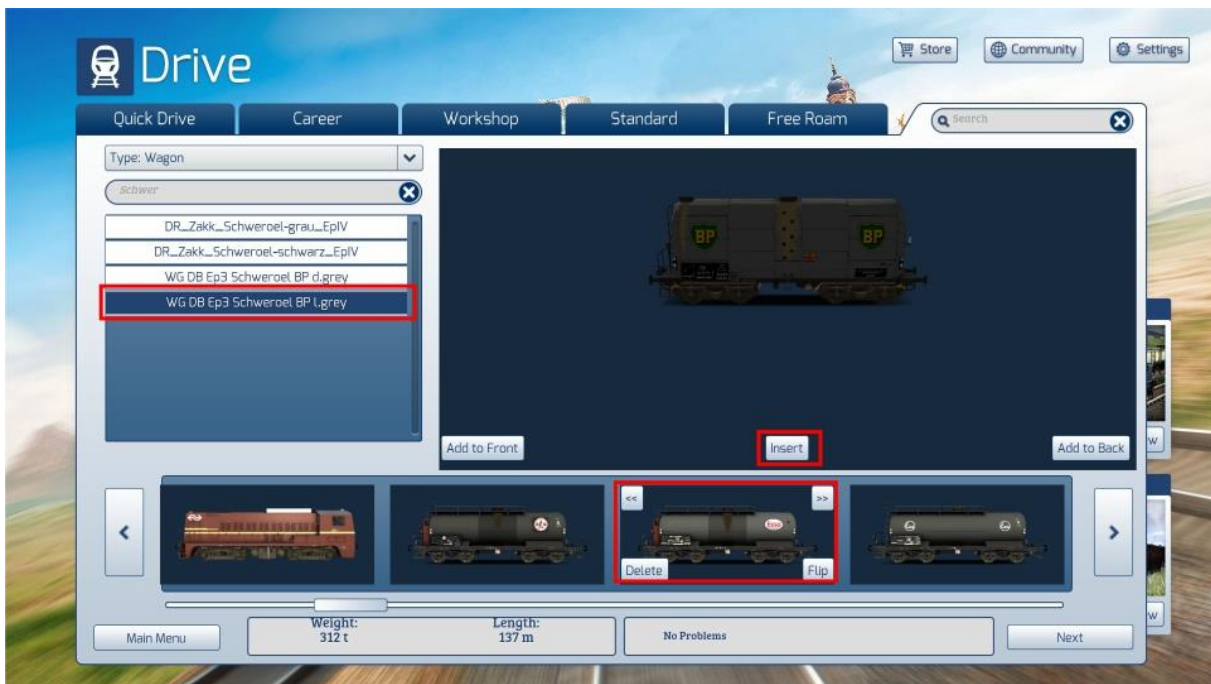 Drive
Store
Community
Settings
Quick Drive
Career
Workshop
Standard
Free Roam
Search
Type: Wagon
Schwer
DR_Zakk_Schweroel-grau_EpIV
DR_Zakk_Schweroel-schwarz_EpIV
WG DB Ep3 Schweroel BP d.grey
WG DB Ep3 Schweroel BP l.grey
BP BP
Add to Front
Insert
Add to Back
<
<<
>>
Esso
Delete
Flip
>
Main Menu
Weight:
312 t
Length:
137 m
No Problems
Next